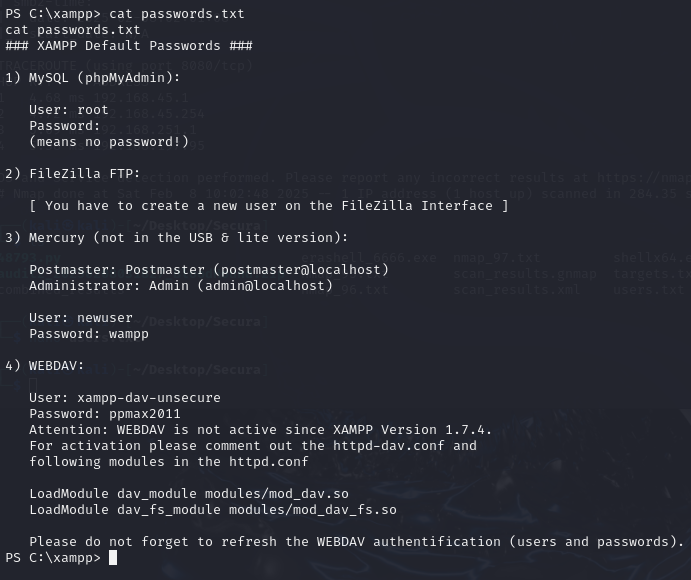 PS C:\xampp> cat passwords.txt
cat passwords.txt
### XAMPP Default Passwords ###
1) MySQL (phpMyAdmin):
User: root
Password:
(means no password!)
2) FileZilla FTP:
[ You have to create a new user on the FileZilla Interface ]
3) Mercury (not in the USB & lite version):
Postmaster: Postmaster (postmaster@localhost)
Administrator: Admin (admin@localhost)
User: newuser
Password: wampp
4) WEBDAV:
User: xampp-dav-unsecure
Password: ppmax2011
Attention: WEBDAV is not active since XAMPP Version 1.7.4.
For activation please comment out the httpd-dav.conf and
following modules in the httpd.conf
LoadModule dav_module modules/mod_dav.so
LoadModule dav_fs_module modules/mod_dav_fs.so
Please do not forget to refresh the WEBDAV authentification (users and passwords).
PS C:\xampp>